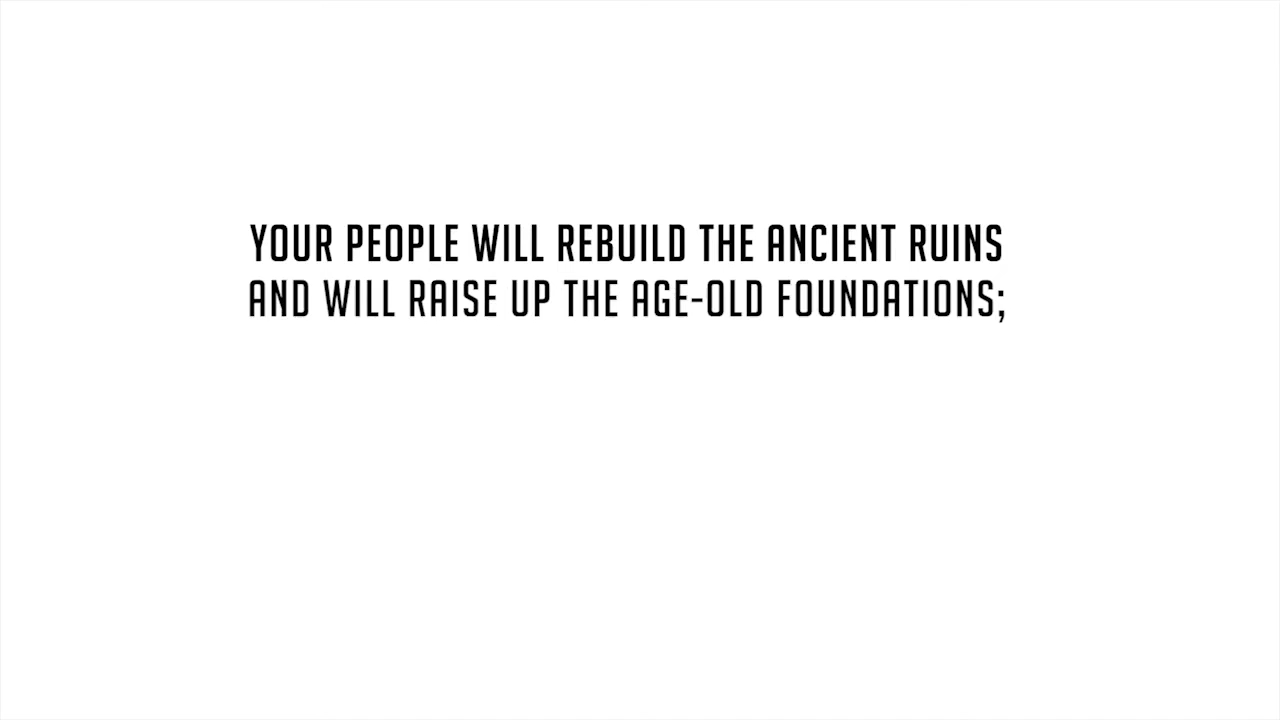 YOUR PEOPLE WILL REBUILD THE ANCIENT RUINS
AND WILL RAISE UP THE AGE-OLD FOUNDATIONS;